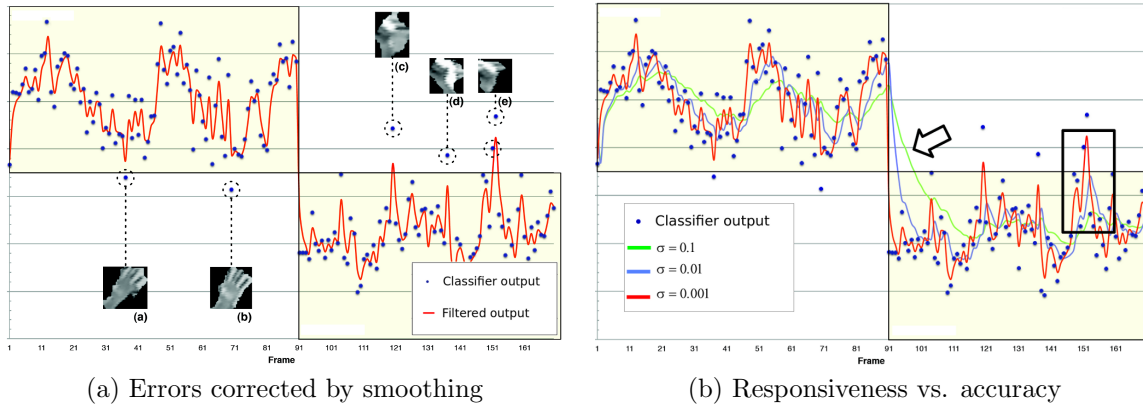 (c)
(d)
(e)
(a)
(b)
Classifier output
Filtered output
1 11 21 31 41 51 61 71 81 91 101 111 121 131 141 151 161
Frame
(a) Errors corrected by smoothing
Classifier output
σ = 0.1
σ = 0.01
σ = 0.001
1 11 21 31 41 51 61 71 81 91 101 111 121 131 141 151 161
Frame
(b) Responsiveness vs. accuracy